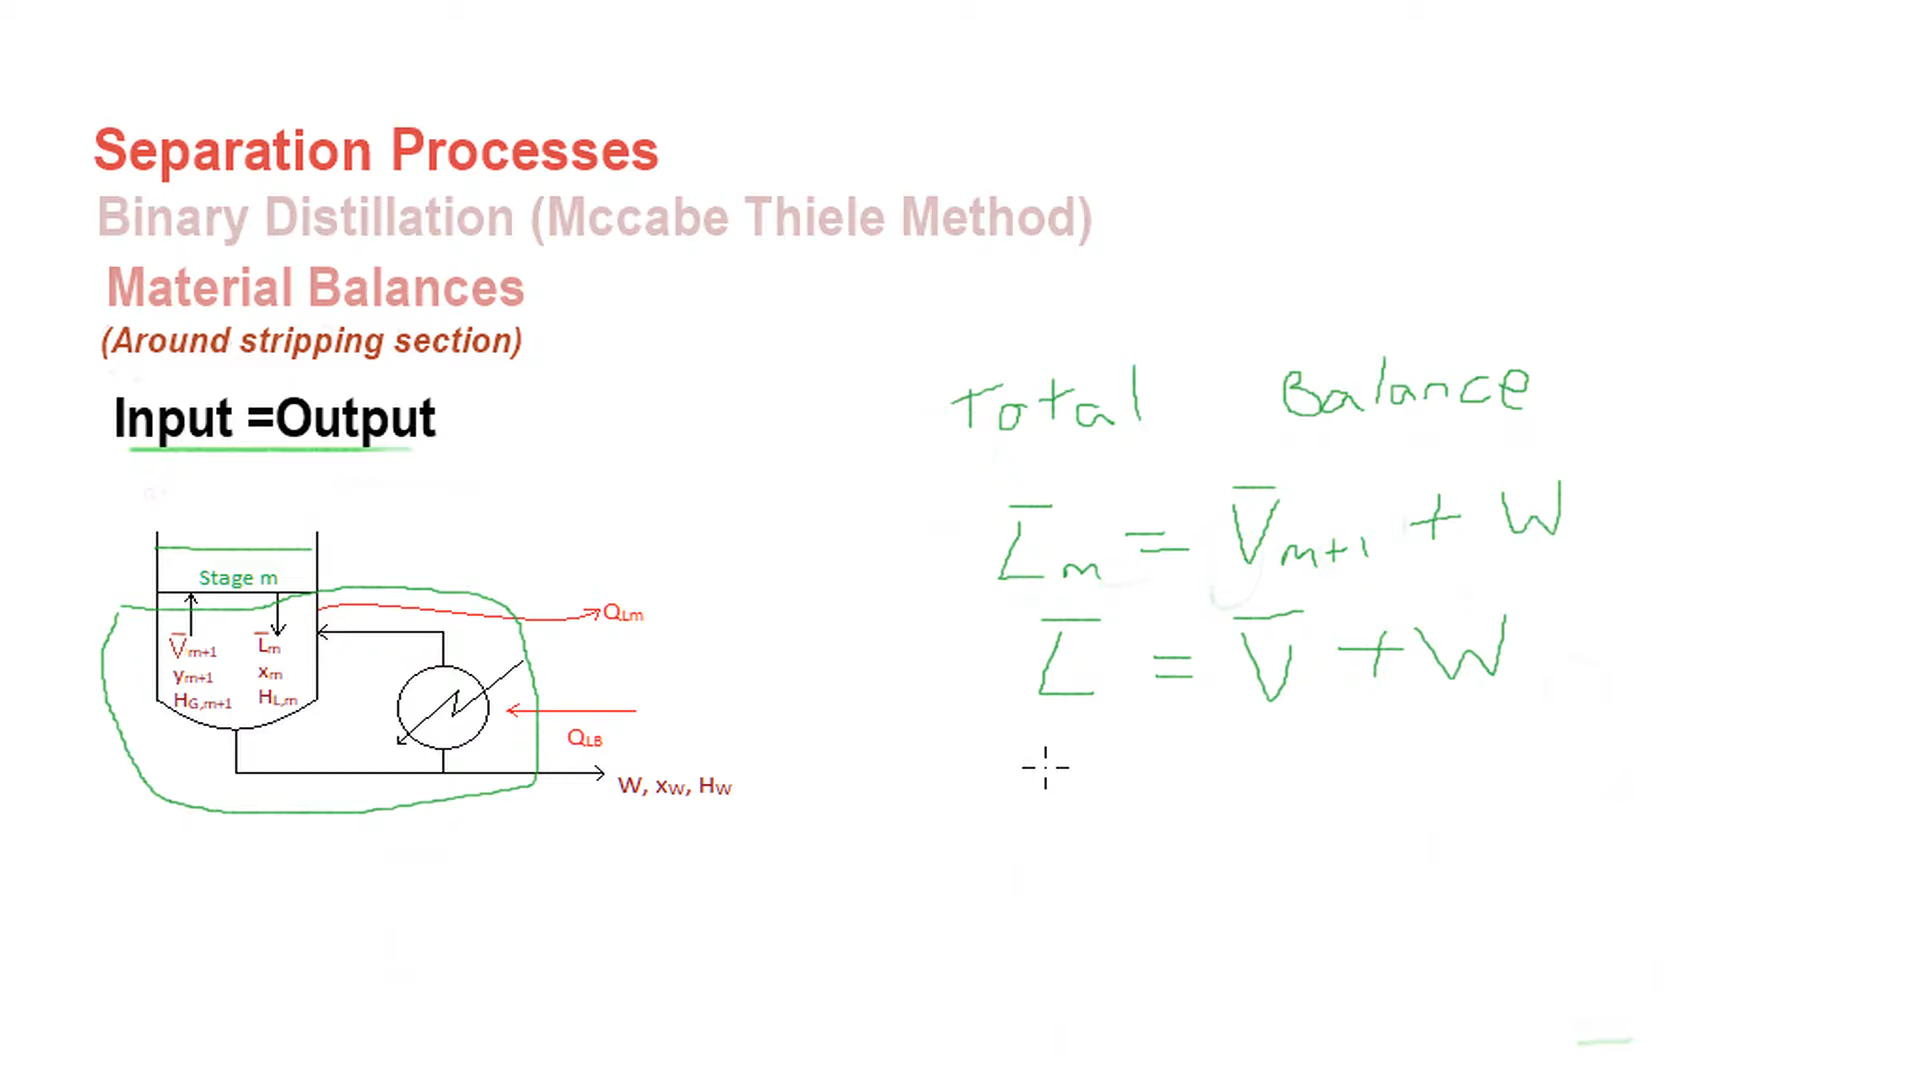 Separation Processes
Binary Distillation (Mccabe Thiele Method)
Material Balances
(Around stripping section)
Input =Output
Total Balance
L̅m = V̅m+1 + W
L̅ = V̅ + W
Stage m
QLm
V̅m+1 L̅m
ym+1 xm
HG,m+1 HL,m
QLB
W, xW, HW